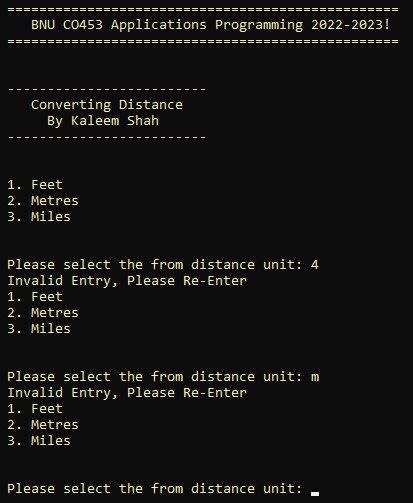 =================================================
BNU CO453 Applications Programming 2022-2023!
=================================================
-------------------------
Converting Distance
By Kaleem Shah
-------------------------
1. Feet
2. Metres
3. Miles
Please select the from distance unit: 4
Invalid Entry, Please Re-Enter
1. Feet
2. Metres
3. Miles
Please select the from distance unit: m
Invalid Entry, Please Re-Enter
1. Feet
2. Metres
3. Miles
Please select the from distance unit: